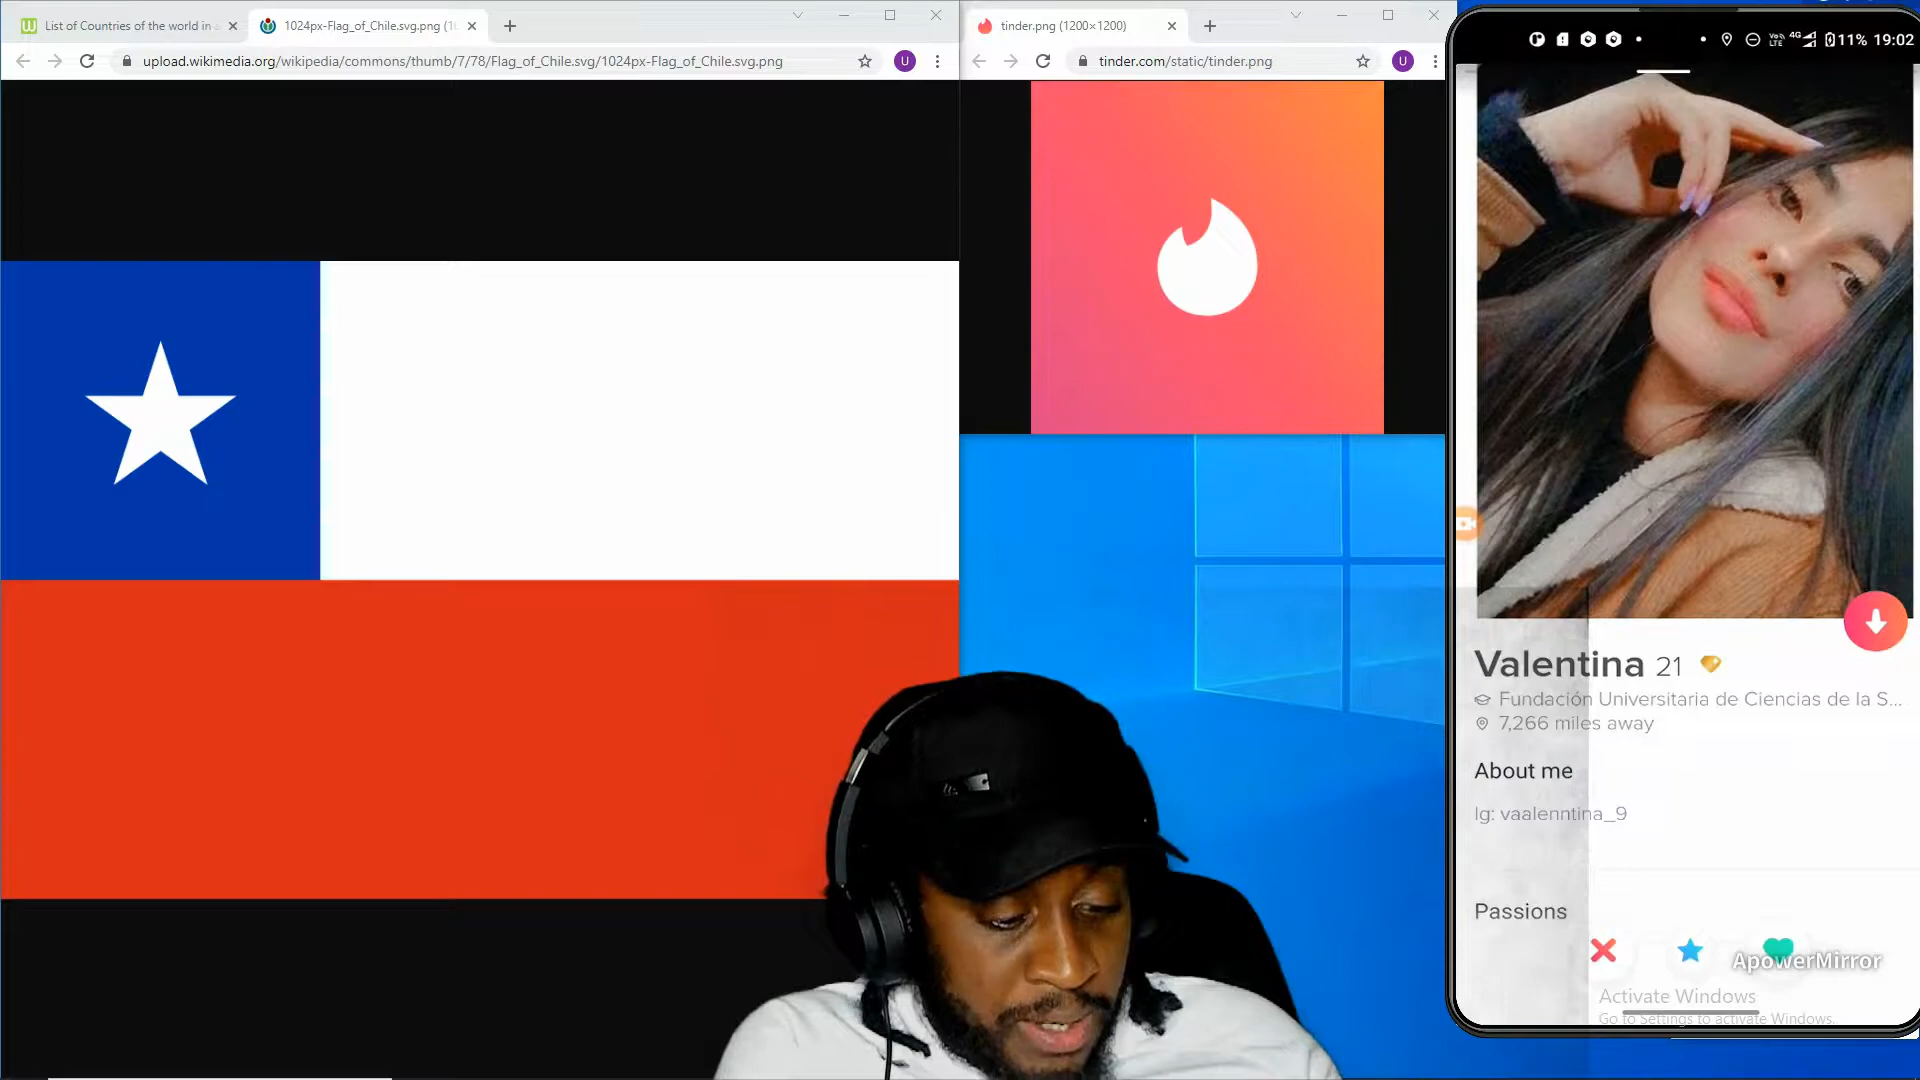 List of Countries of the world in a
1024px-Flag_of_Chile.svg.png (10
upload.wikimedia.org/wikipedia/commons/thumb/7/78/Flag_of_Chile.svg/1024px-Flag_of_Chile.svg.png
U
tinder.png (1200×1200)
tinder.com/static/tinder.png
U
4G
11% 19:02
Valentina 21
Fundación Universitaria de Ciencias de la S...
7,266 miles away
About me
Ig: vaalenntina_9
Passions
ApowerMirror
Activate Windows
Go to Settings to activate Windows.